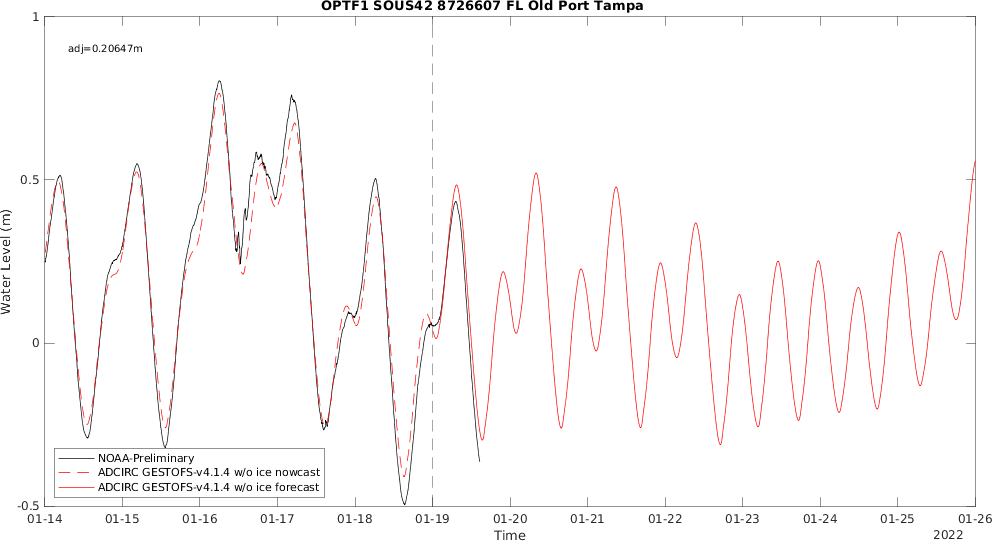 OPTF1 SOUS42 8726607 FL Old Port Tampa
1
adj=0.20647m
0.5
Water Level (m)
0
NOAA-Preliminary
ADCIRC GESTOFS-v4.1.4 w/o ice nowcast
ADCIRC GESTOFS-v4.1.4 w/o ice forecast
-0.5
01-14 01-15 01-16 01-17 01-18 01-19 01-20 01-21 01-22 01-23 01-24 01-25 01-26
Time
2022